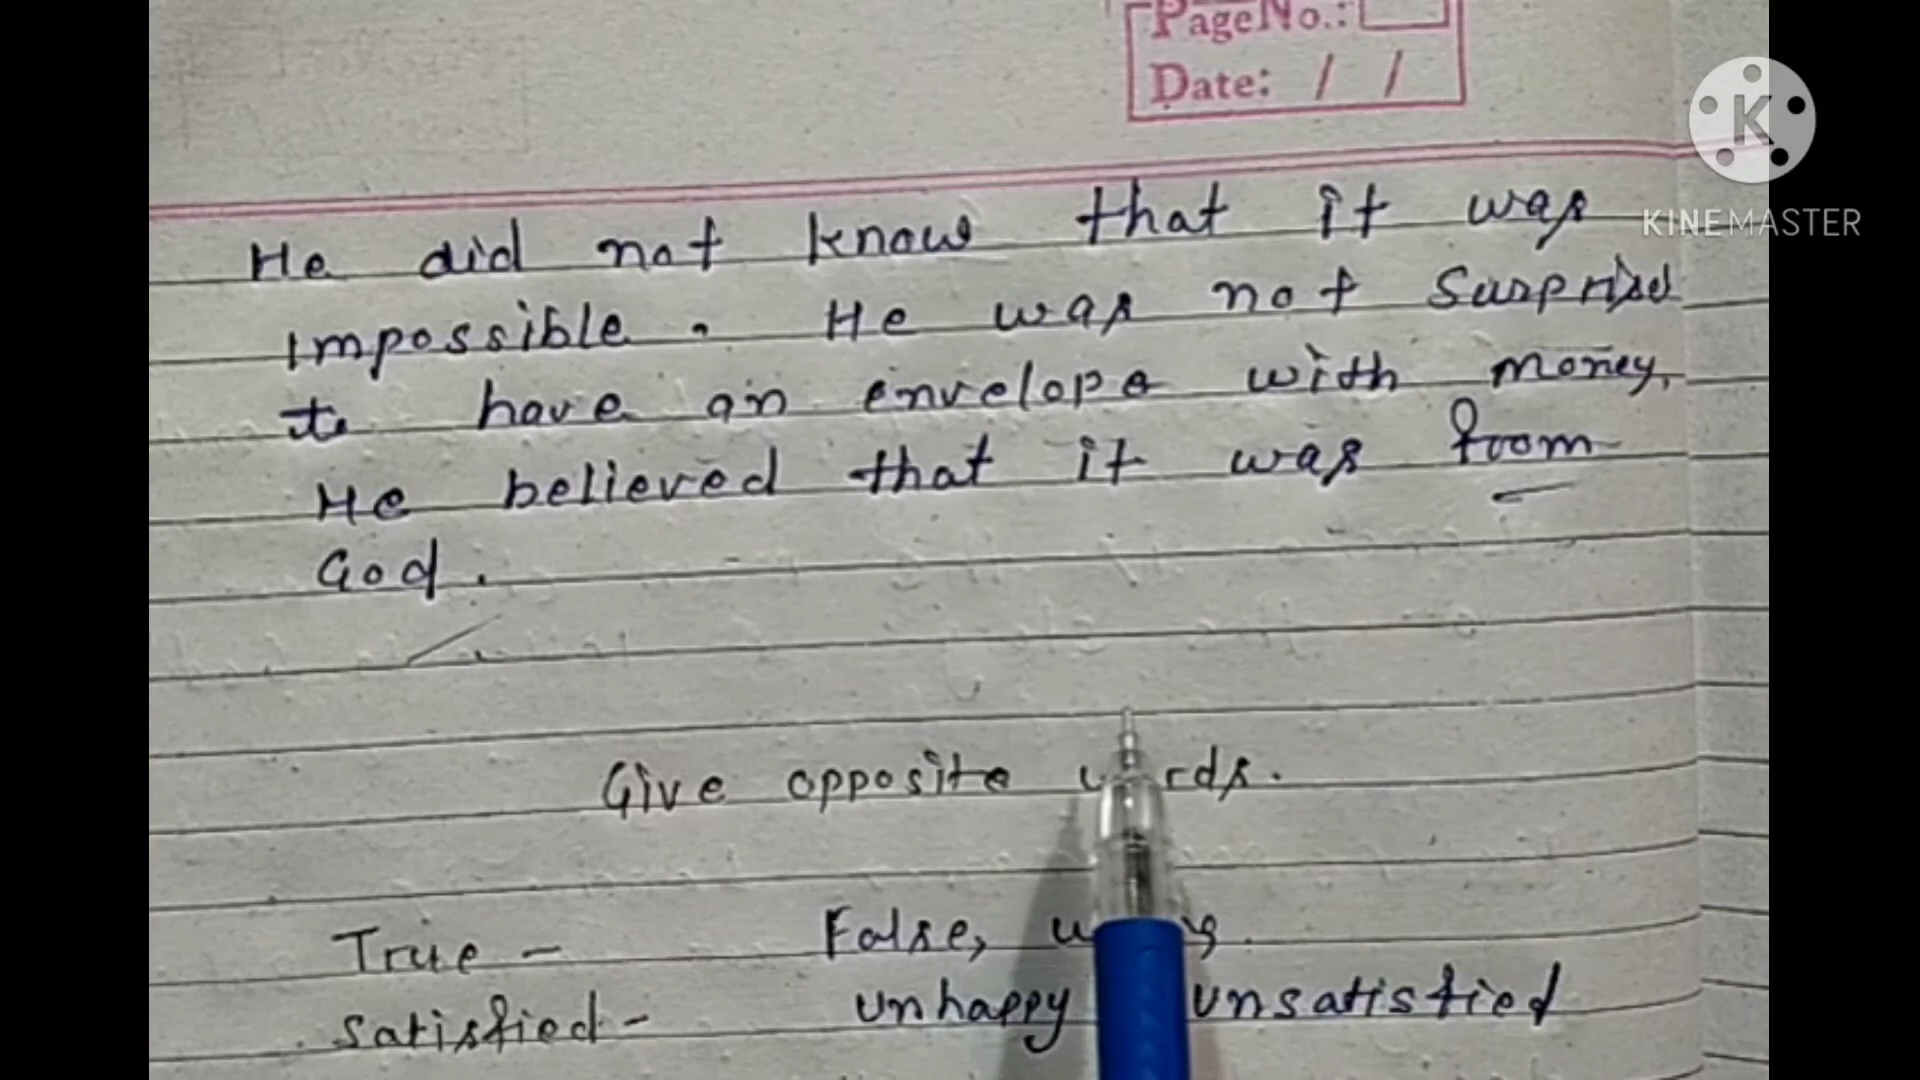 PageNo.:
Date: / /
KINEMASTER
He did not know that it was
impossible. He was not Surprised
to have an envelope with money.
He believed that it was from
God.
Give opposite words.
True - False,
Satisfied - unhappy unsatisfied